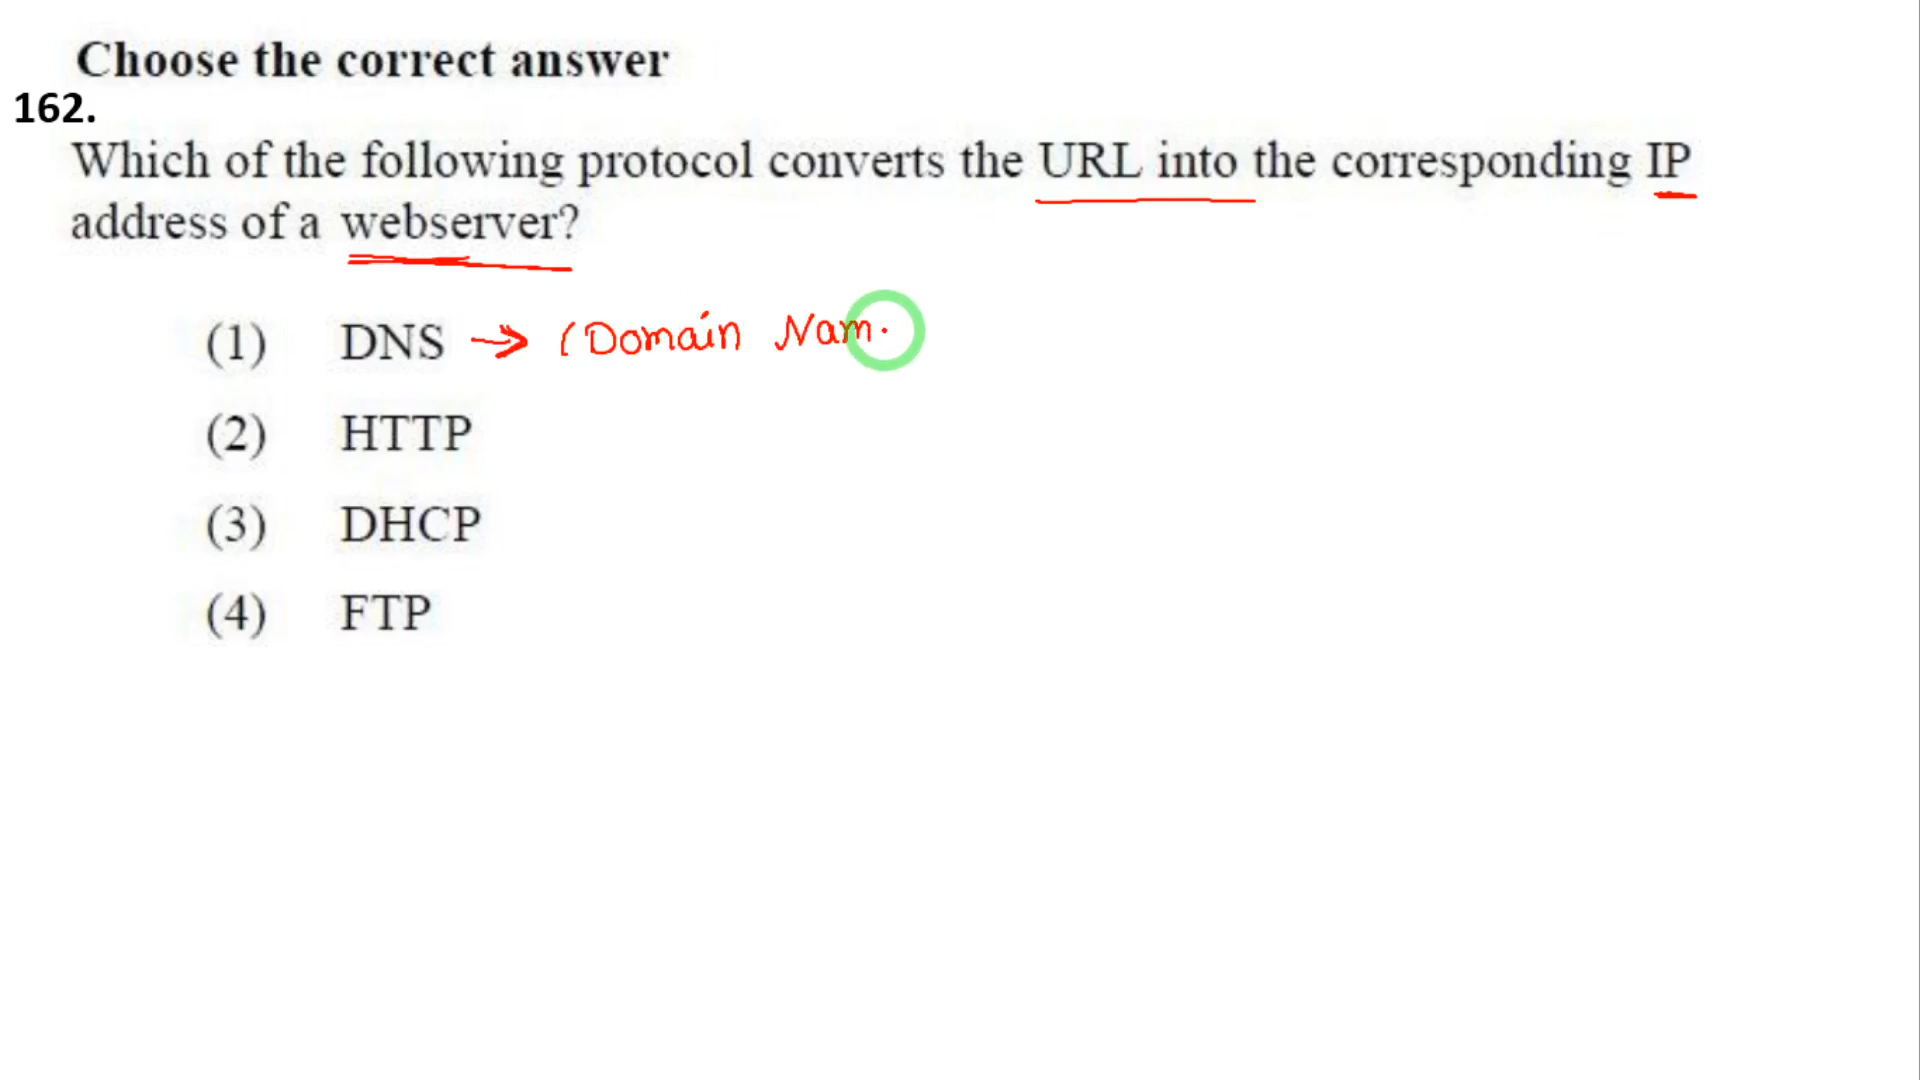 Choose the correct answer
162.
Which of the following protocol converts the URL into the corresponding IP
address of a webserver?
(1) DNS → (Domain Nam
(2) HTTP
(3) DHCP
(4) FTP